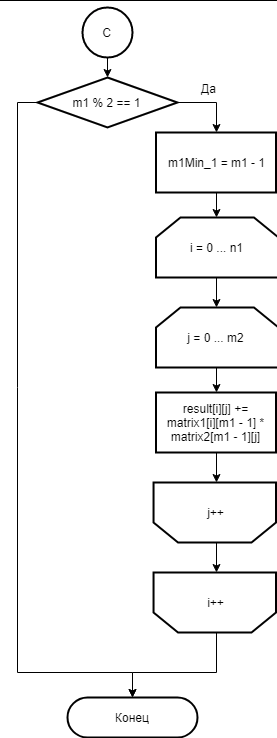 C
m1 % 2 == 1
Да
m1Min_1 = m1 - 1
i = 0 ... n1
j = 0 ... m2
result[i][j] +=
matrix1[i][m1 - 1] *
matrix2[m1 - 1][j]
j++
i++
Конец